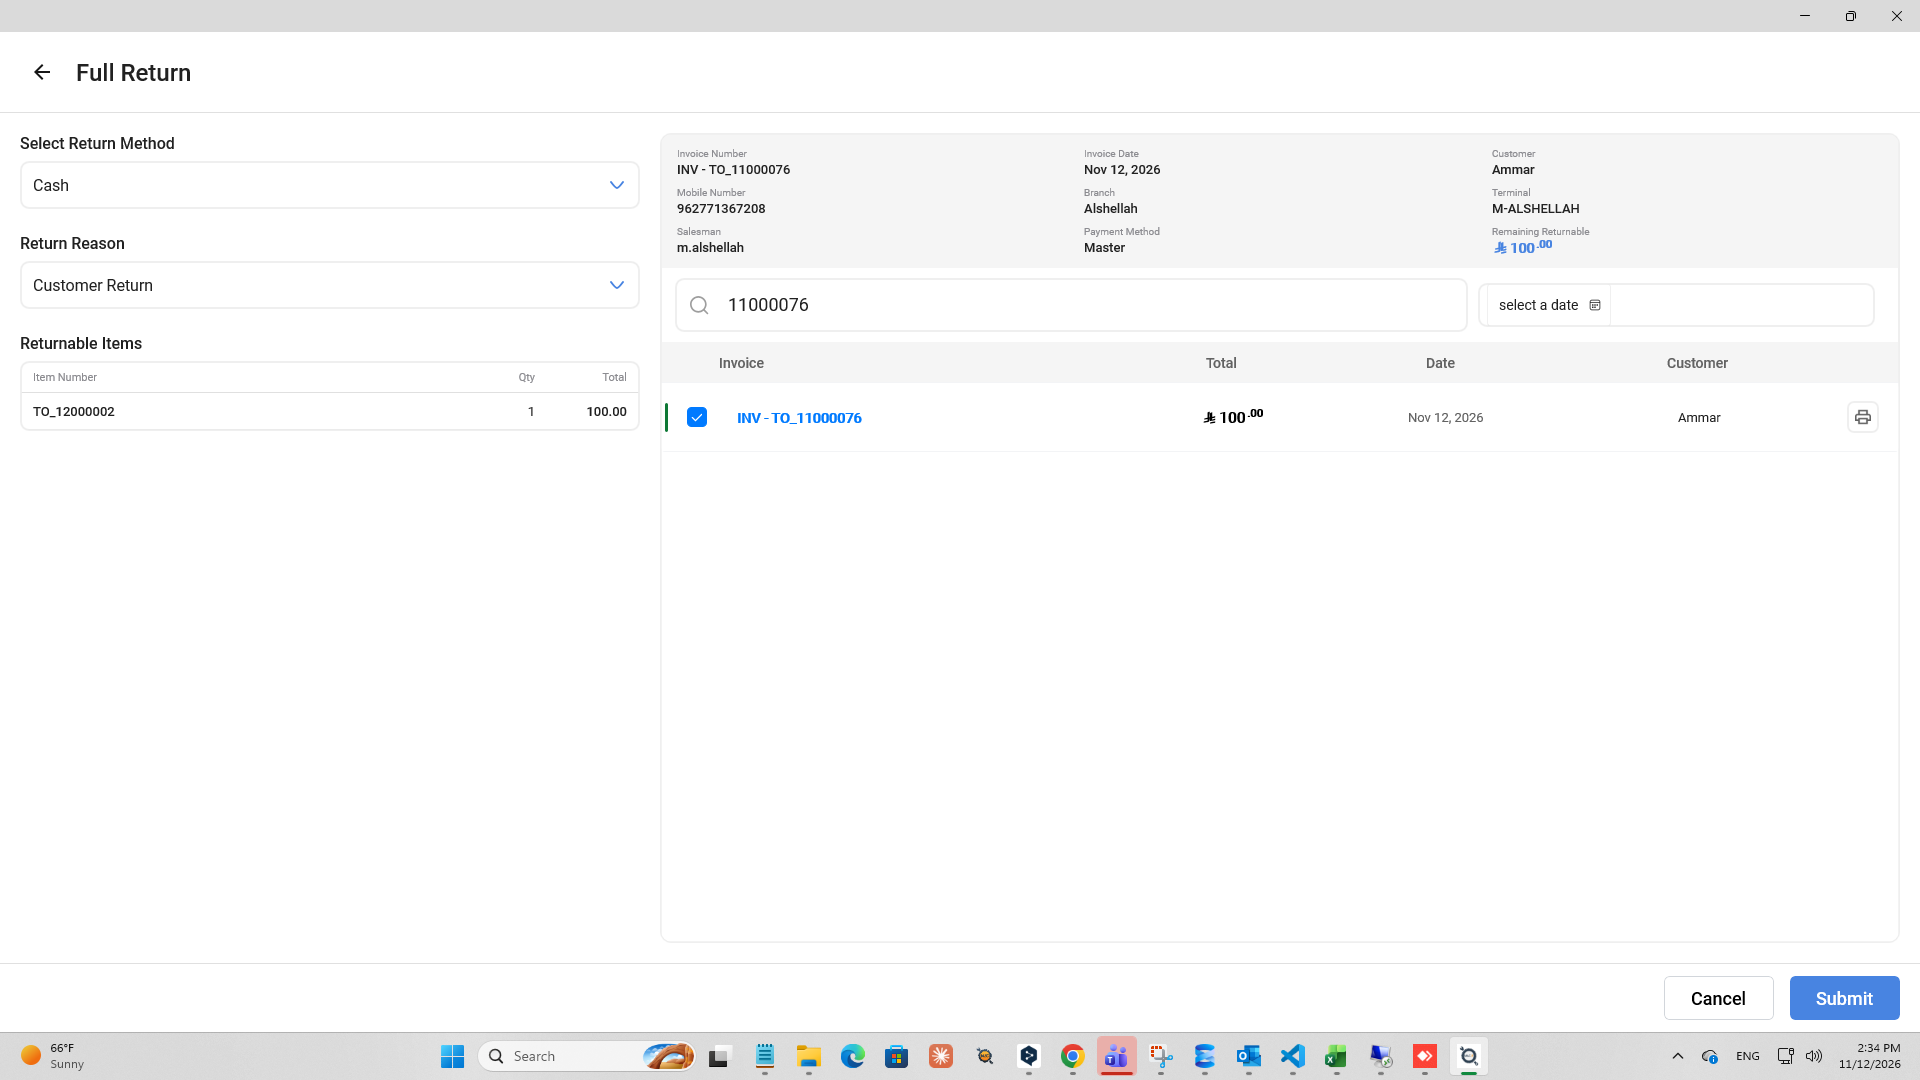 Full Return
Select Return Method
Cash
Return Reason
Customer Return
Returnable Items
Item Number Qty Total
TO_12000002 1 100.00
Invoice Number Invoice Date Customer
INV - TO_11000076 Nov 12, 2026 Ammar
Mobile Number Branch Terminal
962771367208 Alshellah M-ALSHELLAH
Salesman Payment Method Remaining Returnable
m.alshellah Master 100.00
11000076 select a date
Invoice Total Date Customer
INV - TO_11000076 100.00 Nov 12, 2026 Ammar
Cancel Submit
66°F
Sunny
Search
ENG
2:34 PM
11/12/2026